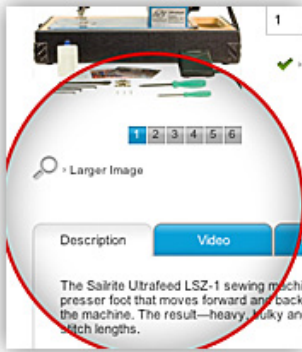 1
1 2 3 4 5 6
Larger Image
Description Video
The Sailrite Ultrafeed LSZ-1 sewing machi
presser foot that moves forward and back
the machine. The result—heavy, bulky an
stitch lengths.